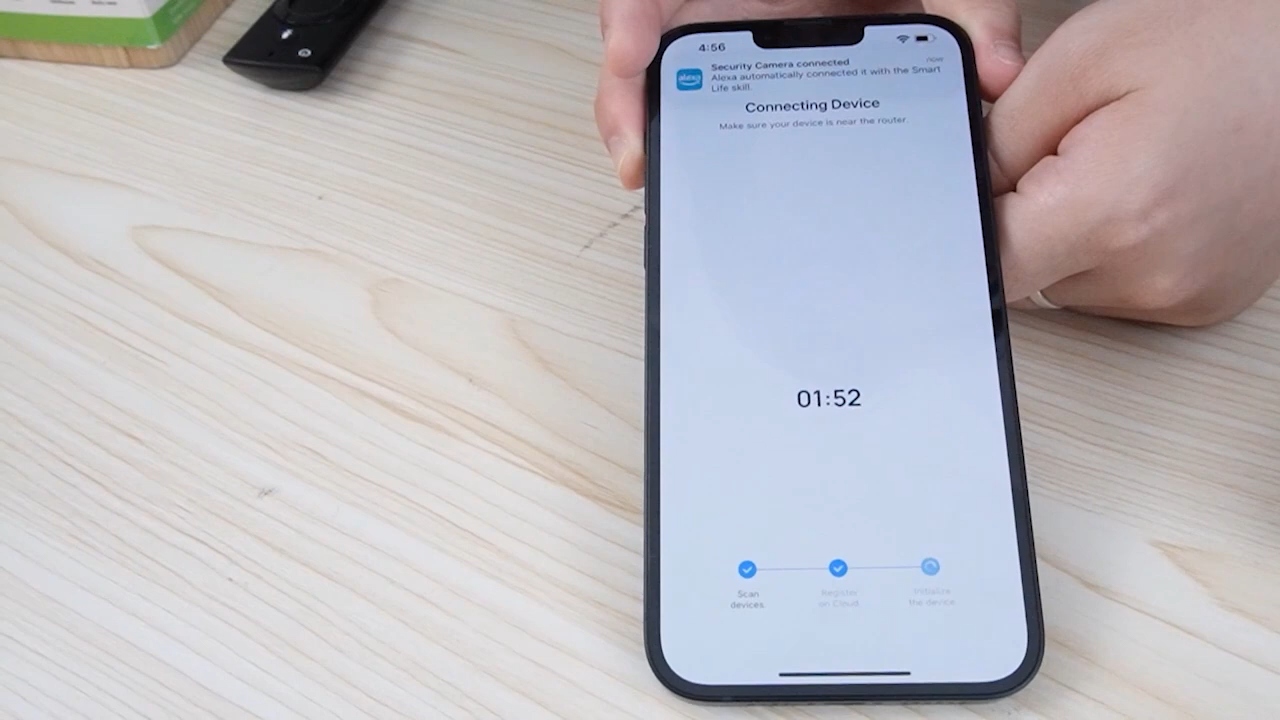 4:56
Security Camera connected
now
alexa
Alexa automatically connected it with the Smart
Life skill.
Connecting Device
Make sure your device is near the router.
01:52
Scan
devices.
Register
on Cloud.
Initialize
the device.